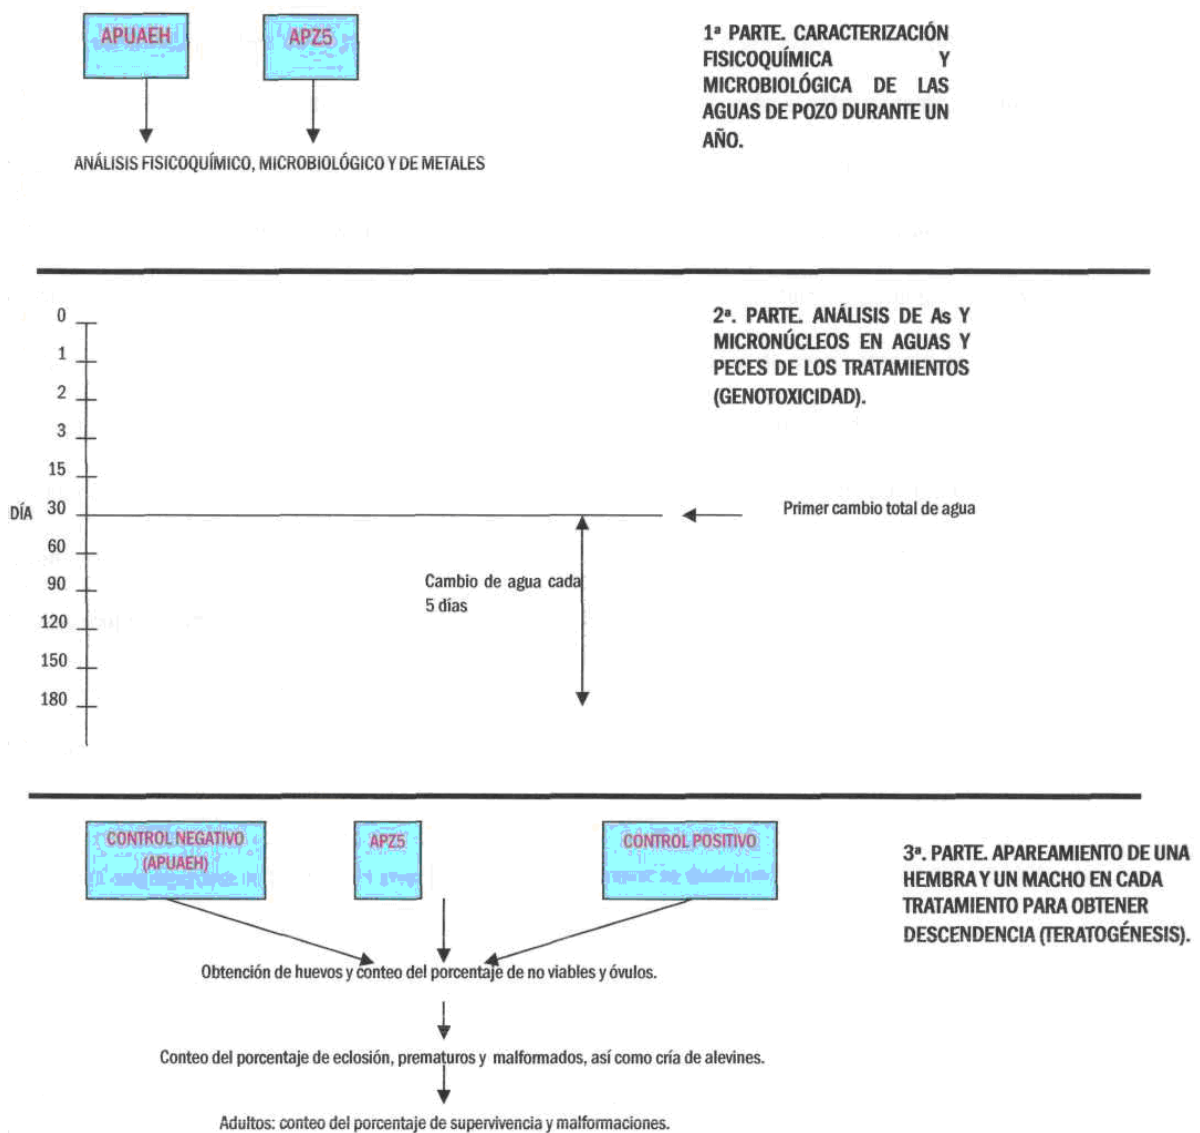 APUAEH
APZ5
1ª PARTE. CARACTERIZACIÓN
FISICOQUÍMICA Y
MICROBIOLÓGICA DE LAS
AGUAS DE POZO DURANTE UN
AÑO.
ANÁLISIS FISICOQUÍMICO, MICROBIOLÓGICO Y DE METALES
2ª. PARTE. ANÁLISIS DE As Y
MICRONÚCLEOS EN AGUAS Y
PECES DE LOS TRATAMIENTOS
(GENOTOXICIDAD).
0
1
2
3
15
DÍA 30
60
90
120
150
180
Primer cambio total de agua
Cambio de agua cada
5 días
CONTROL NEGATIVO
(APUAEH)
APZ5
CONTROL POSITIVO
3ª. PARTE. APAREAMIENTO DE UNA
HEMBRA Y UN MACHO EN CADA
TRATAMIENTO PARA OBTENER
DESCENDENCIA (TERATOGÉNESIS).
Obtención de huevos y conteo del porcentaje de no viables y óvulos.
Conteo del porcentaje de eclosión, prematuros y malformados, así como cría de alevines.
Adultos: conteo del porcentaje de supervivencia y malformaciones.